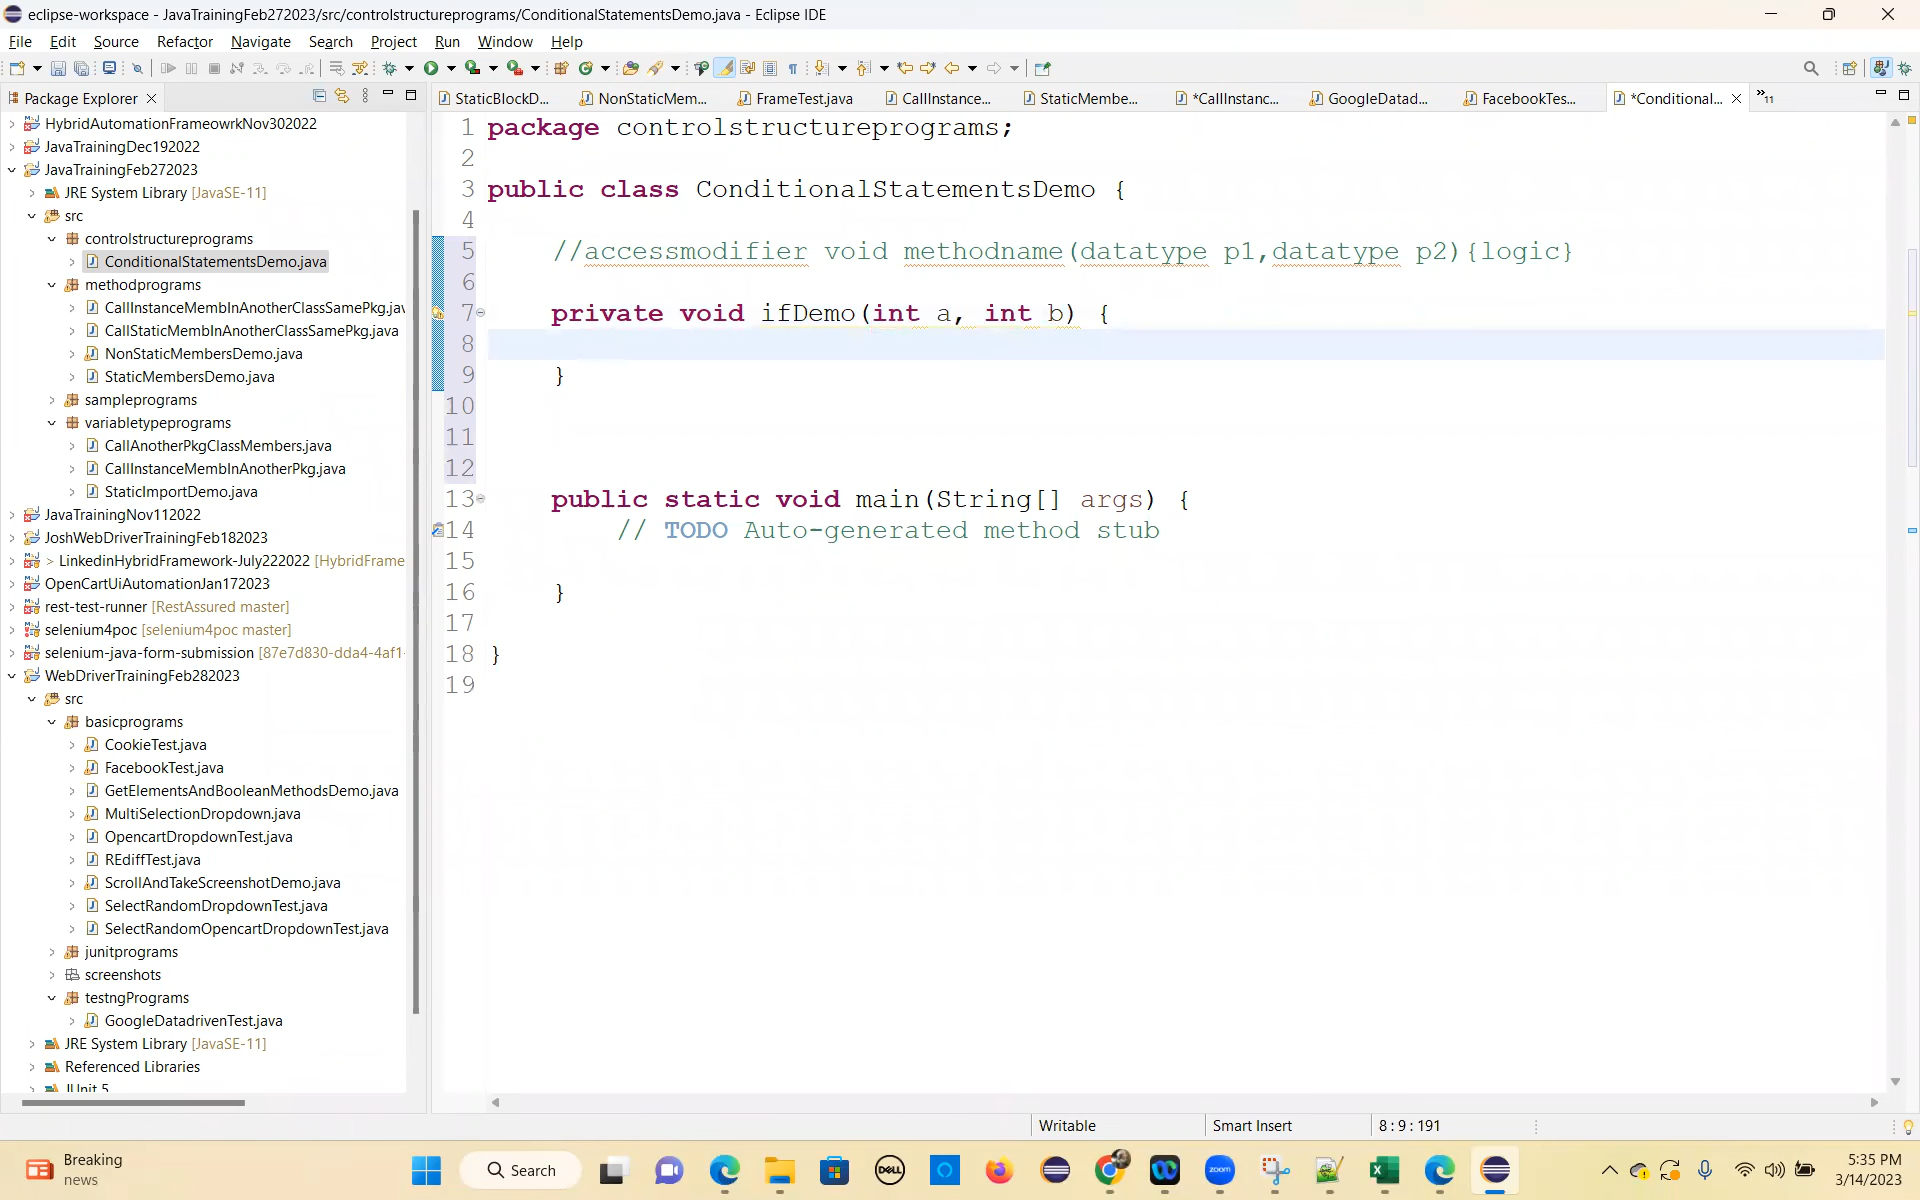 eclipse-workspace - JavaTrainingFeb272023/src/controlstructureprograms/ConditionalStatementsDemo.java - Eclipse IDE
File Edit Source Refactor Navigate Search Project Run Window Help
Package Explorer
StaticBlockD... NonStaticMem... FrameTest.java CallInstance... StaticMembe... *CallInstanc... GoogleDatad... FacebookTes... *Conditional... »11
HybridAutomationFrameowrkNov302022
JavaTrainingDec192022
JavaTrainingFeb272023
JRE System Library [JavaSE-11]
src
controlstructureprograms
ConditionalStatementsDemo.java
methodprograms
CallInstanceMembInAnotherClassSamePkg.jav
CallStaticMembInAnotherClassSamePkg.java
NonStaticMembersDemo.java
StaticMembersDemo.java
sampleprograms
variabletypeprograms
CallAnotherPkgClassMembers.java
CallInstanceMembInAnotherPkg.java
StaticImportDemo.java
JavaTrainingNov112022
JoshWebDriverTrainingFeb182023
> LinkedinHybridFramework-July222022 [HybridFrame
OpenCartUiAutomationJan172023
rest-test-runner [RestAssured master]
selenium4poc [selenium4poc master]
selenium-java-form-submission [87e7d830-dda4-4af1-
WebDriverTrainingFeb282023
src
basicprograms
CookieTest.java
FacebookTest.java
GetElementsAndBooleanMethodsDemo.java
MultiSelectionDropdown.java
OpencartDropdownTest.java
REdiffTest.java
ScrollAndTakeScreenshotDemo.java
SelectRandomDropdownTest.java
SelectRandomOpencartDropdownTest.java
junitprograms
screenshots
testngPrograms
GoogleDatadrivenTest.java
JRE System Library [JavaSE-11]
Referenced Libraries
JUnit 5
1 package controlstructureprograms;
2
3 public class ConditionalStatementsDemo {
4
5 //accessmodifier void methodname(datatype p1,datatype p2){logic}
6
7 private void ifDemo(int a, int b) {
8
9 }
10
11
12
13 public static void main(String[] args) {
14 // TODO Auto-generated method stub
15
16 }
17
18 }
19
Writable Smart Insert 8 : 9 : 191
Breaking
news
Search
DELL
zoom
5:35 PM
3/14/2023